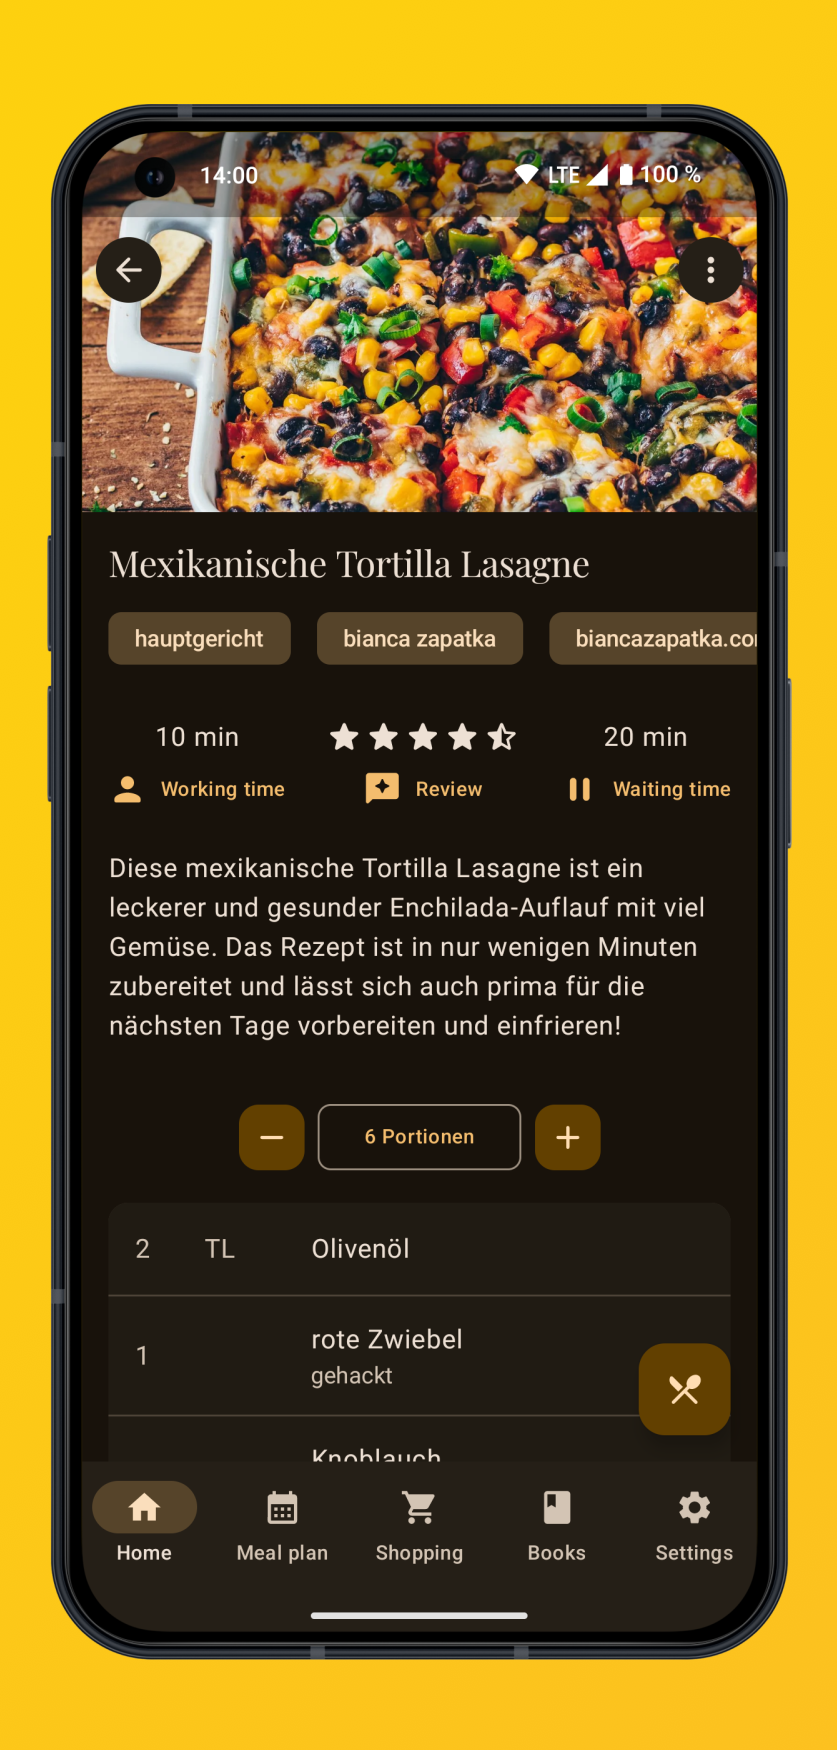 14:00 LTE 100 %
Mexikanische Tortilla Lasagne
hauptgericht bianca zapatka biancazapatka.co
10 min 20 min
Working time Review Waiting time
Diese mexikanische Tortilla Lasagne ist ein
leckerer und gesunder Enchilada-Auflauf mit viel
Gemüse. Das Rezept ist in nur wenigen Minuten
zubereitet und lässt sich auch prima für die
nächsten Tage vorbereiten und einfrieren!
6 Portionen
2 TL Olivenöl
1 rote Zwiebel
gehackt
Knoblauch
Home Meal plan Shopping Books Settings